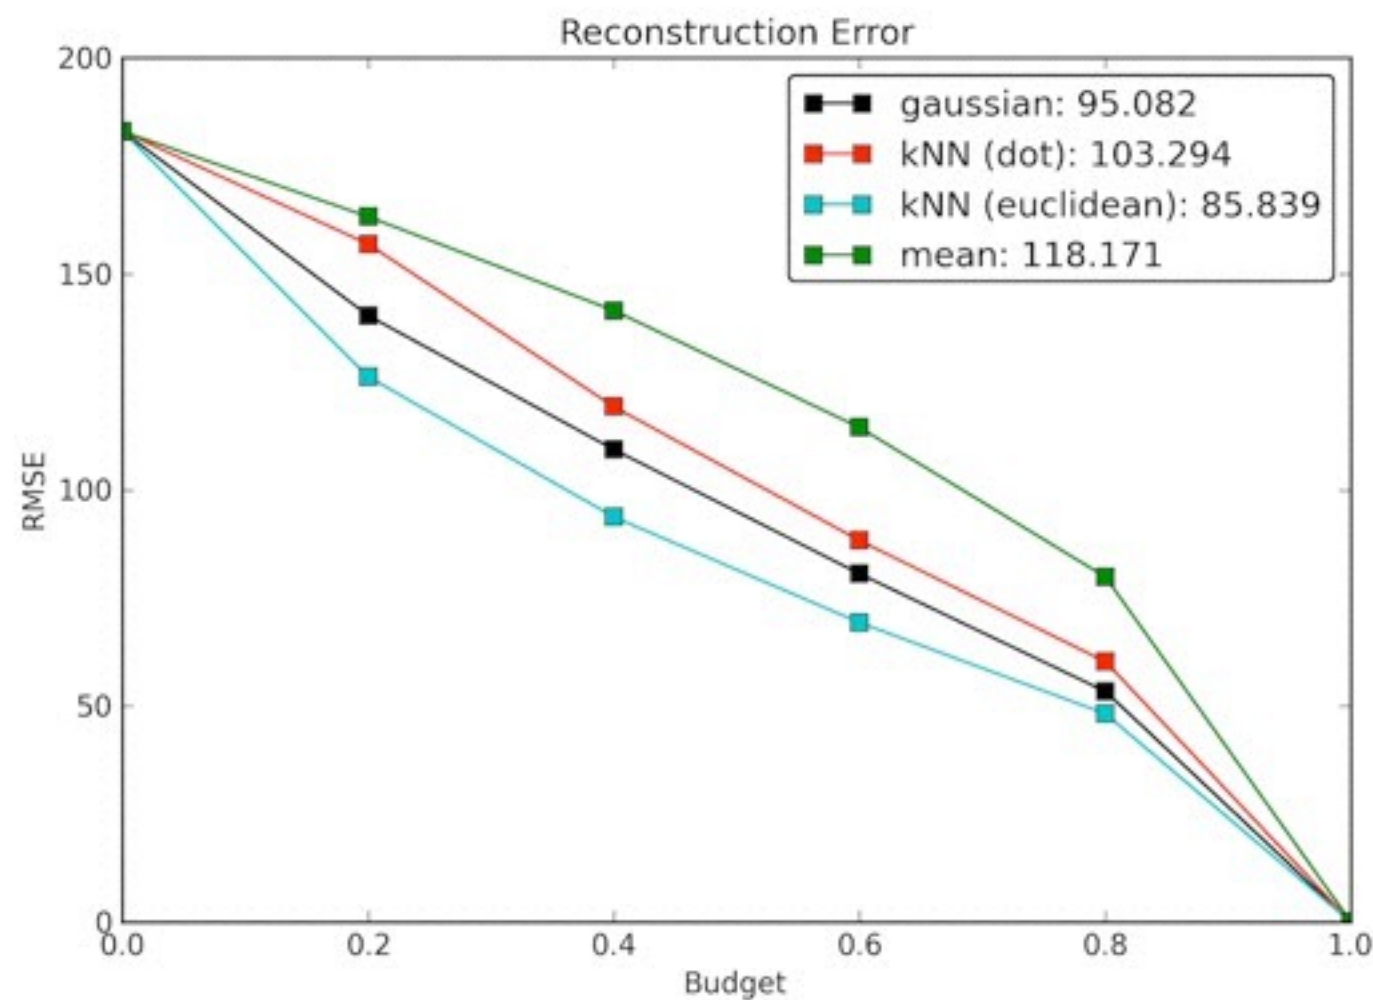 Reconstruction Error
200
150
100
50
0
RMSE
gaussian: 95.082
kNN (dot): 103.294
kNN (euclidean): 85.839
mean: 118.171
0.0 0.2 0.4 0.6 0.8 1.0
Budget